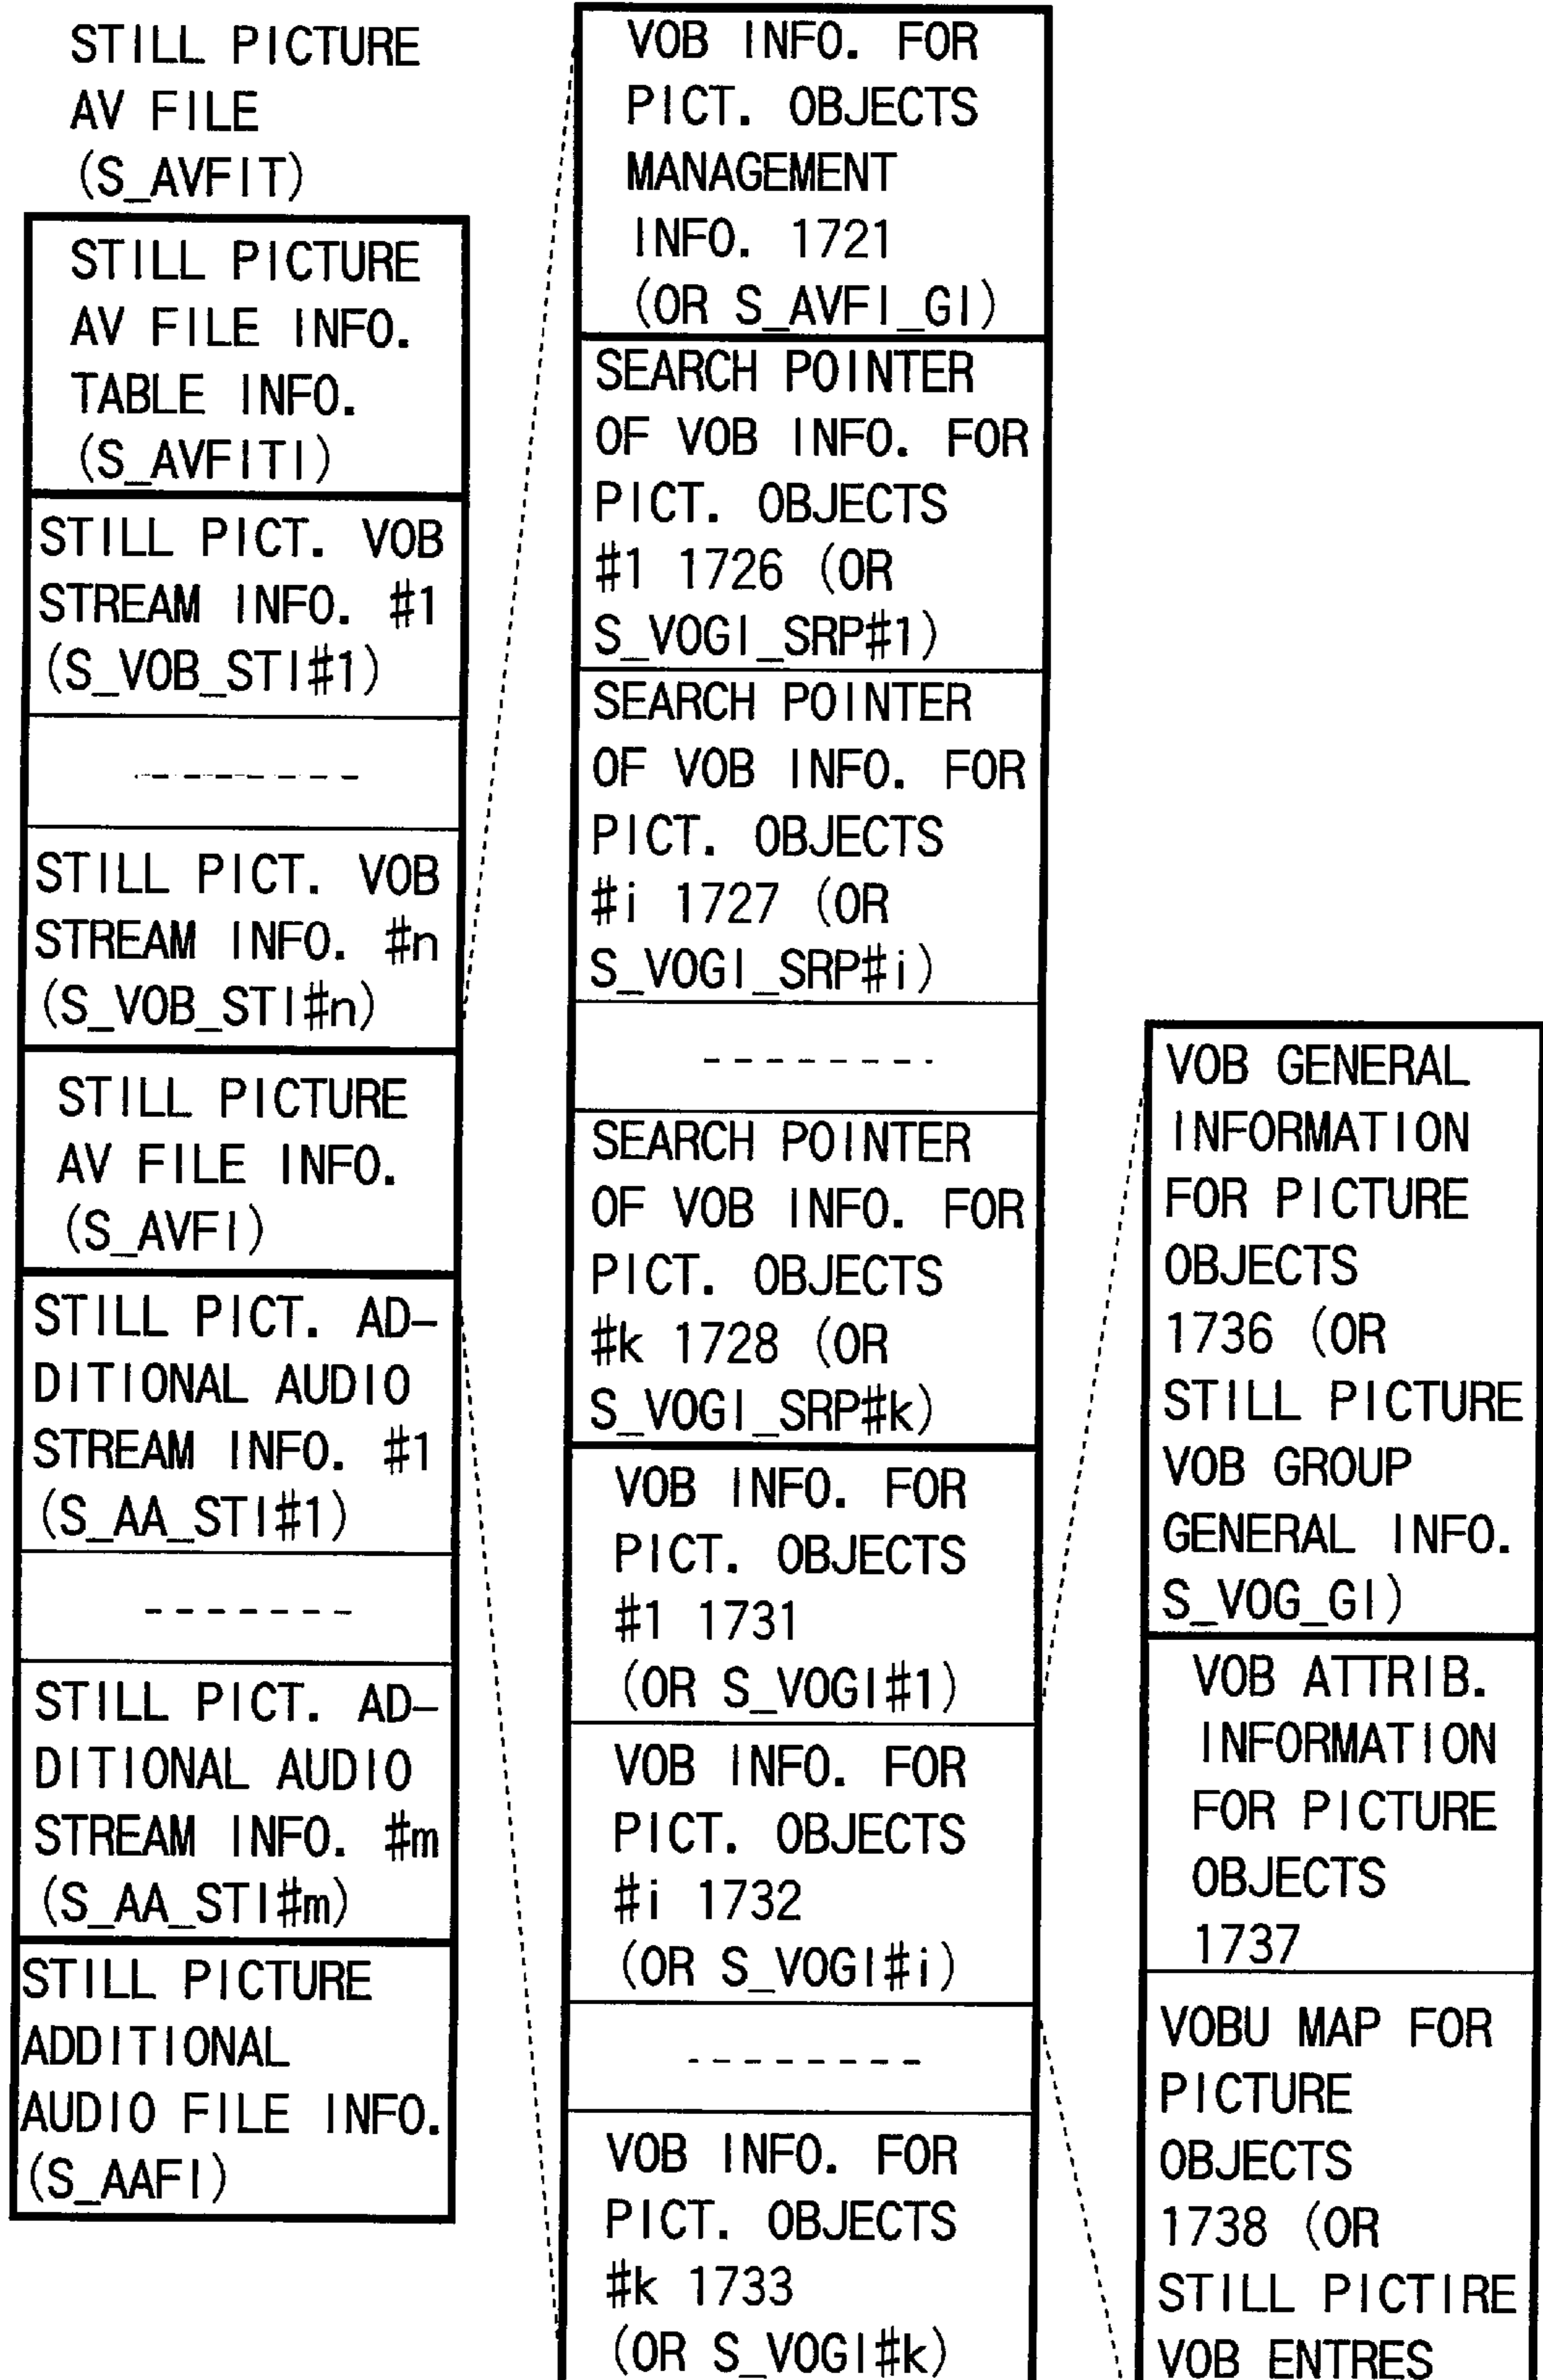 STILL PICTURE
AV FILE
(S_AVFIT)
STILL PICTURE
AV FILE INFO.
TABLE INFO.
(S_AVFITI)
STILL PICT. VOB
STREAM INFO. #1
(S_VOB_STI#1)
STILL PICT. VOB
STREAM INFO. #n
(S_VOB_STI#n)
STILL PICTURE
AV FILE INFO.
(S_AVFI)
STILL PICT. AD-
DITIONAL AUDIO
STREAM INFO. #1
(S_AA_STI#1)
STILL PICT. AD-
DITIONAL AUDIO
STREAM INFO. #m
(S_AA_STI#m)
STILL PICTURE
ADDITIONAL
AUDIO FILE INFO.
(S_AAFI)
VOB INFO. FOR
PICT. OBJECTS
MANAGEMENT
INFO. 1721
(OR S_AVFI_GI)
SEARCH POINTER
OF VOB INFO. FOR
PICT. OBJECTS
#1 1726 (OR
S_VOGI_SRP#1)
SEARCH POINTER
OF VOB INFO. FOR
PICT. OBJECTS
#i 1727 (OR
S_VOGI_SRP#i)
SEARCH POINTER
OF VOB INFO. FOR
PICT. OBJECTS
#k 1728 (OR
S_VOGI_SRP#k)
VOB INFO. FOR
PICT. OBJECTS
#1 1731
(OR S_VOGI#1)
VOB INFO. FOR
PICT. OBJECTS
#i 1732
(OR S_VOGI#i)
VOB INFO. FOR
PICT. OBJECTS
#k 1733
(OR S_VOGI#k)
VOB GENERAL
INFORMATION
FOR PICTURE
OBJECTS
1736 (OR
STILL PICTURE
VOB GROUP
GENERAL INFO.
S_VOG_GI)
VOB ATTRIB.
INFORMATION
FOR PICTURE
OBJECTS
1737
VOBU MAP FOR
PICTURE
OBJECTS
1738 (OR
STILL PICTIRE
VOB ENTRES